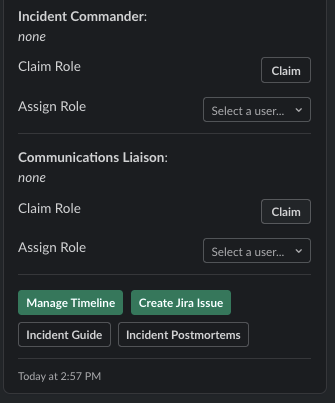 Incident Commander:
none
Claim Role
Claim
Assign Role
Select a user...
Communications Liaison:
none
Claim Role
Claim
Assign Role
Select a user...
Manage Timeline
Create Jira Issue
Incident Guide
Incident Postmortems
Today at 2:57 PM